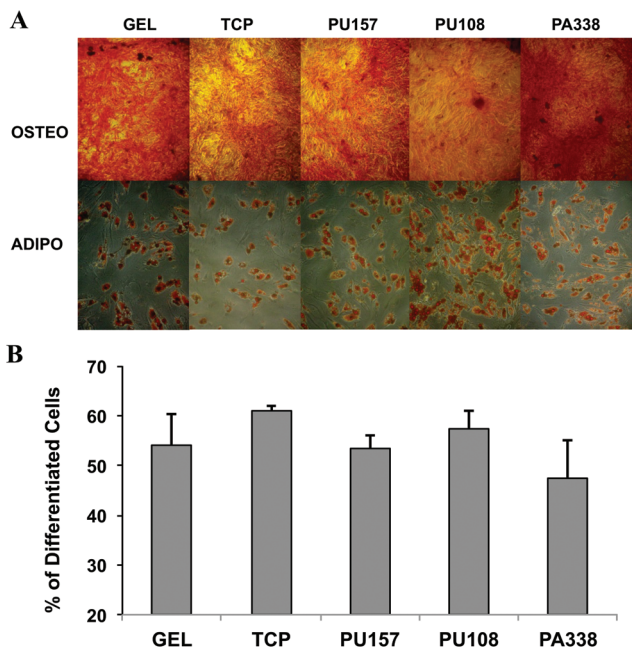 A
GEL TCP PU157 PU108 PA338
OSTEO
ADIPO
B
70
60
50
40
30
20
% of Differentiated Cells
GEL TCP PU157 PU108 PA338